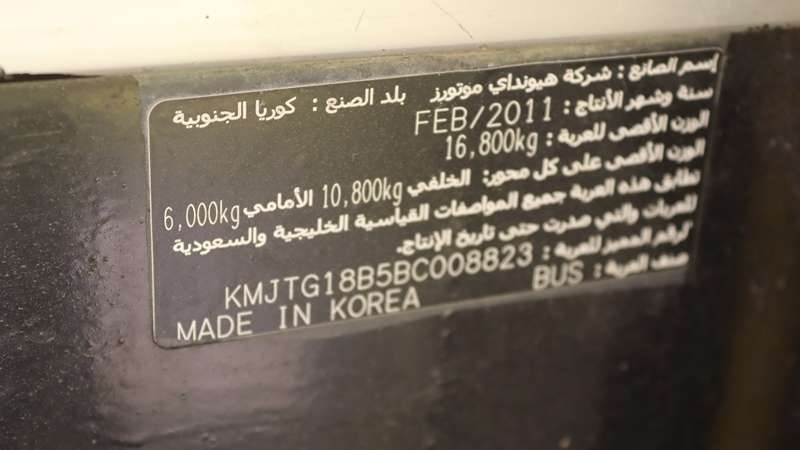 إسم الصانع : شركة هيونداي موتورز بلد الصنع : كوريا الجنوبية
سنة وشهر الأنتاج : FEB/2011
الوزن الأقصى للعربة : 16,800kg
الوزن الأقصى على كل محور: الخلفي 10,800kg الأمامي 6,000kg
تطابق هذه العربة جميع المواصفات القياسية الخليجية والسعودية
للعربات والتي صدرت حتى تاريخ الإنتاج.
الرقم المميز للعربة : KMJTG18B5BC008823
صنف العربة : BUS
MADE IN KOREA